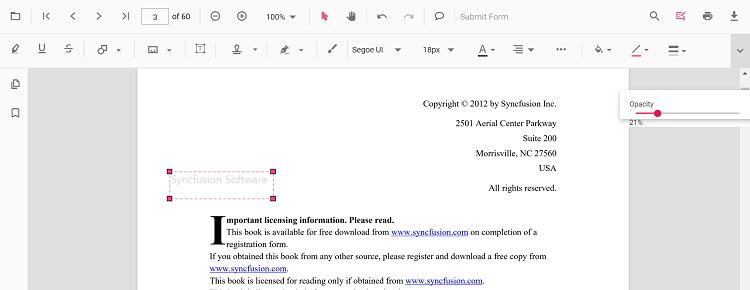 3 of 60 100% Submit Form
Segoe UI 18px
Opacity
21%
Copyright © 2012 by Syncfusion Inc.
2501 Aerial Center Parkway
Suite 200
Morrisville, NC 27560
USA
All rights reserved.
Syncfusion Software
Important licensing information. Please read.
This book is available for free download from www.syncfusion.com on completion of a
registration form.
If you obtained this book from any other source, please register and download a free copy from
www.syncfusion.com.
This book is licensed for reading only if obtained from www.syncfusion.com.